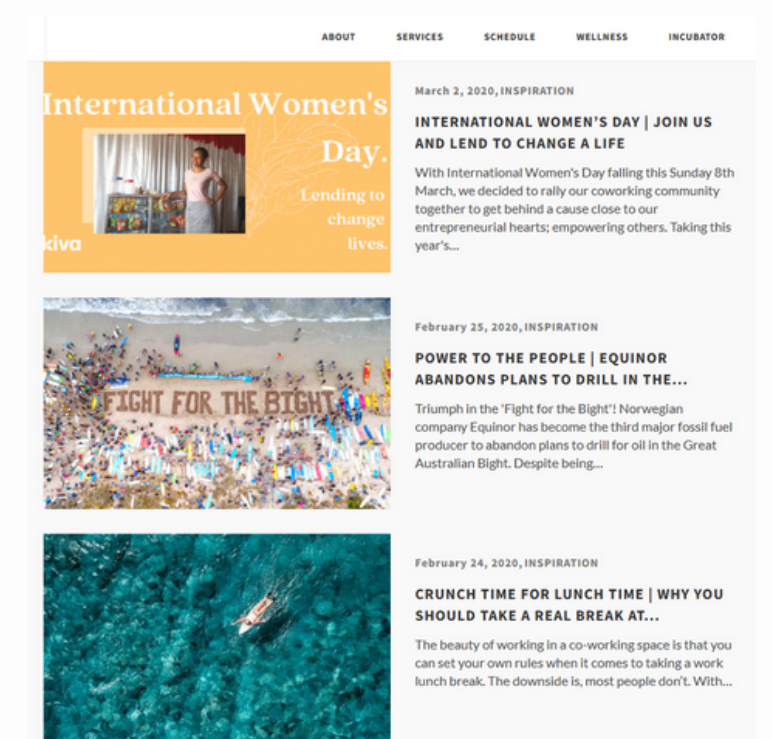 ABOUT SERVICES SCHEDULE WELLNESS INCUBATOR
International Women's
Day.
Lending to
change
lives.
kiva
March 2, 2020, INSPIRATION
INTERNATIONAL WOMEN'S DAY | JOIN US
AND LEND TO CHANGE A LIFE
With International Women's Day falling this Sunday 8th
March, we decided to rally our coworking community
together to get behind a cause close to our
entrepreneurial hearts; empowering others. Taking this
year's...
FIGHT FOR THE BIGHT
February 25, 2020, INSPIRATION
POWER TO THE PEOPLE | EQUINOR
ABANDONS PLANS TO DRILL IN THE...
Triumph in the 'Fight for the Bight'! Norwegian
company Equinor has become the third major fossil fuel
producer to abandon plans to drill for oil in the Great
Australian Bight. Despite being...
February 24, 2020, INSPIRATION
CRUNCH TIME FOR LUNCH TIME | WHY YOU
SHOULD TAKE A REAL BREAK AT...
The beauty of working in a co-working space is that you
can set your own rules when it comes to taking a work
lunch break. The downside is, most people don't. With...